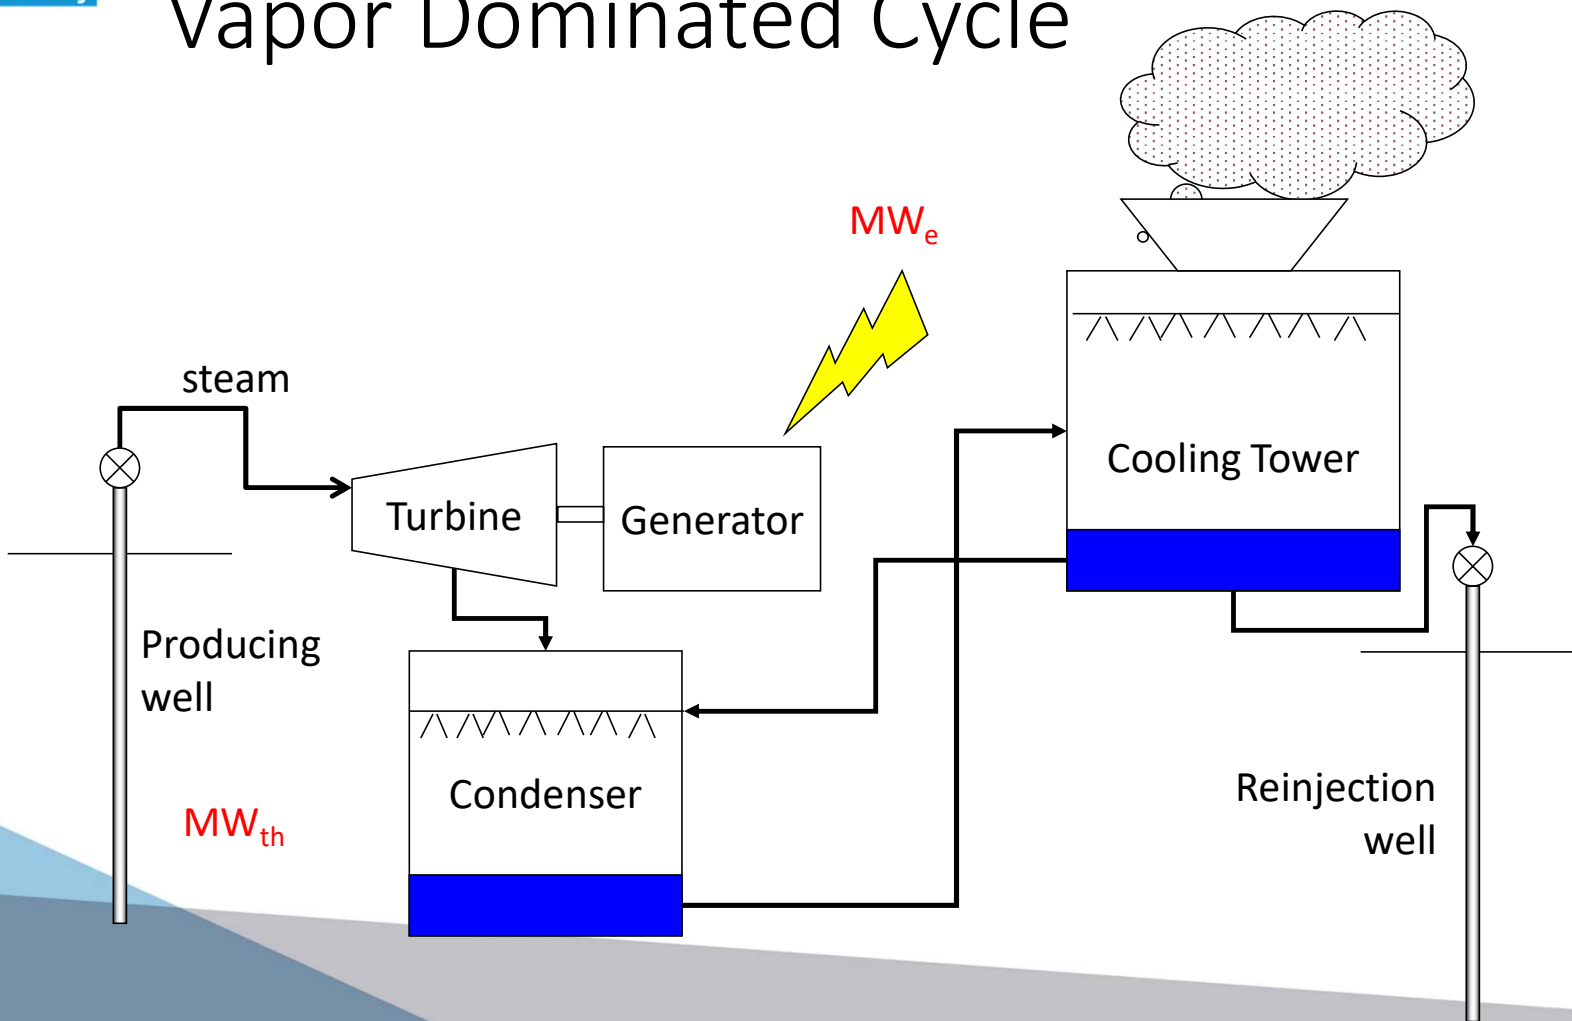 Vapor Dominated Cycle
MWₑ
steam
Cooling Tower
Turbine
Generator
Producing
well
Condenser
MWth
Reinjection
well